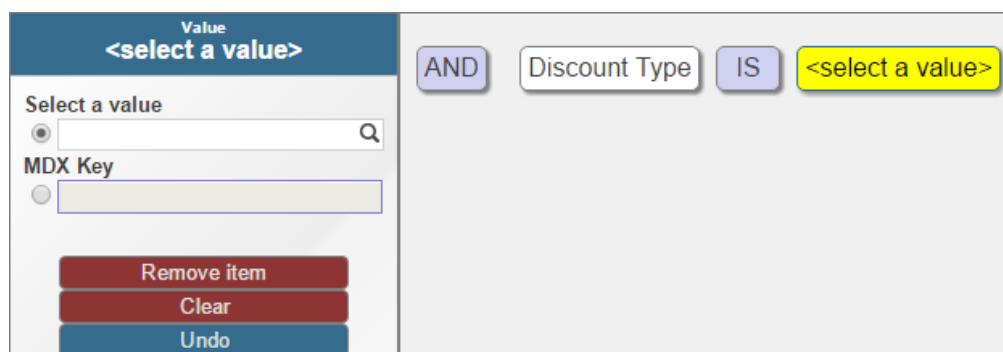 Value
<select a value>
Select a value
MDX Key
Remove item
Clear
Undo
AND Discount Type IS <select a value>